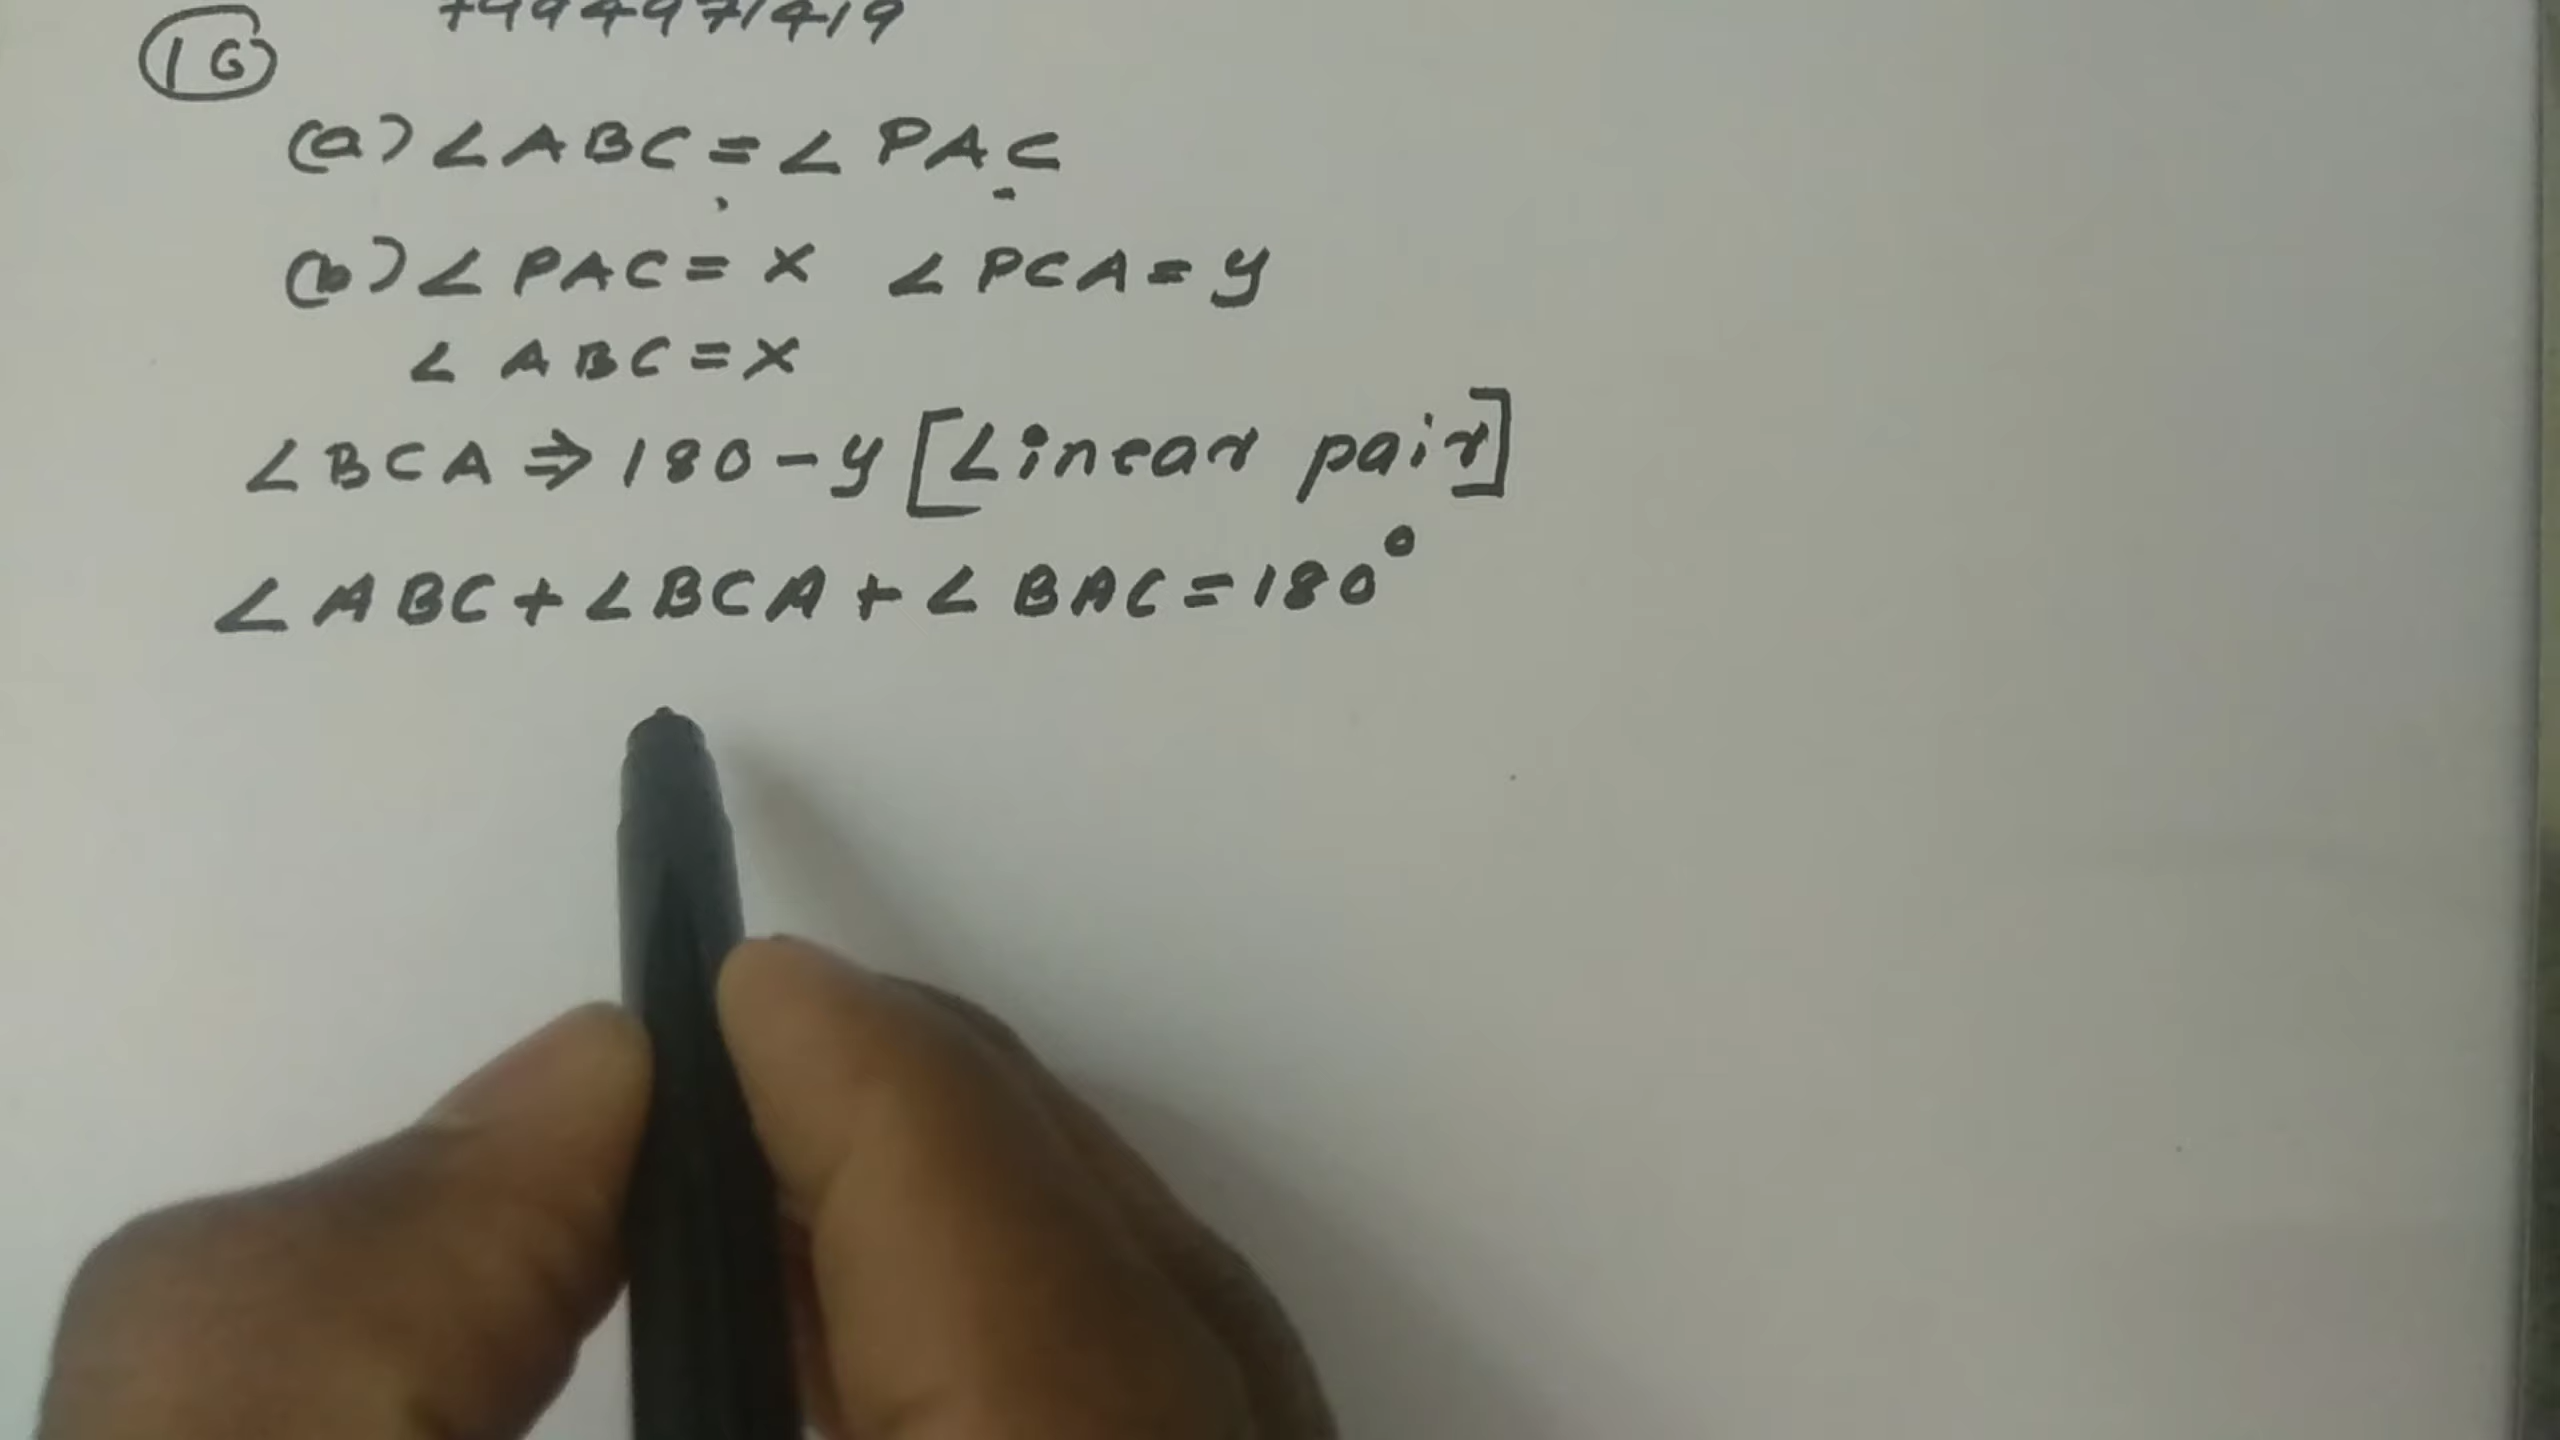 16
(a) ∠ABC = ∠PAC
(b) ∠PAC = x ∠PCA = y
∠ABC = x
∠BCA ⇒ 180 - y [Linear pair]
∠ABC + ∠BCA + ∠BAC = 180°